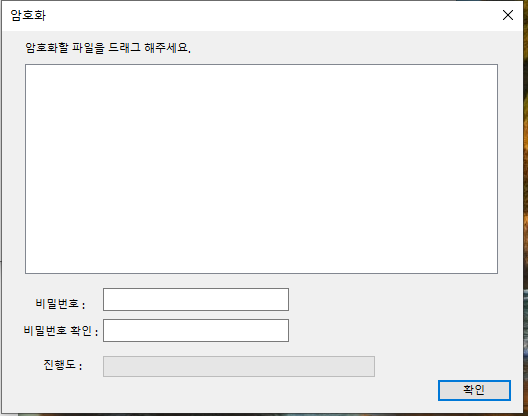 암호화
암호화할 파일을 드래그 해주세요.
비밀번호 :
비밀번호 확인 :
진행도 :
확인